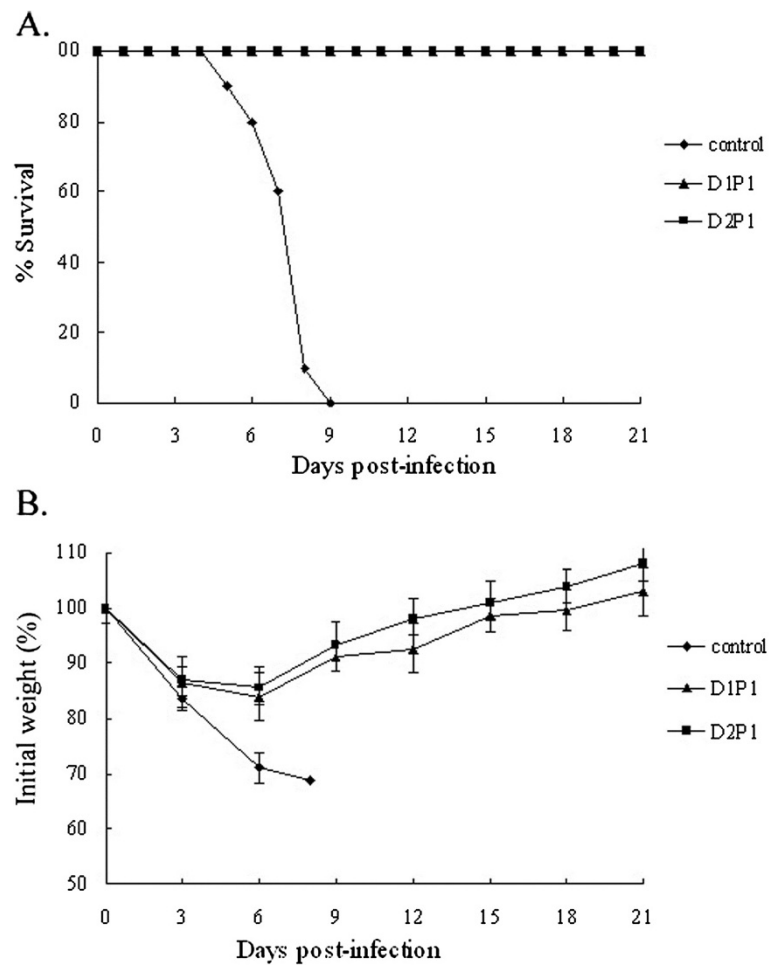 A.
00
80
60
40
20
0
% Survival
0 3 6 9 12 15 18 21
Days post-infection
control
D1P1
D2P1
B.
110
100
90
80
70
60
50
Initial weight (%)
0 3 6 9 12 15 18 21
Days post-infection
control
D1P1
D2P1